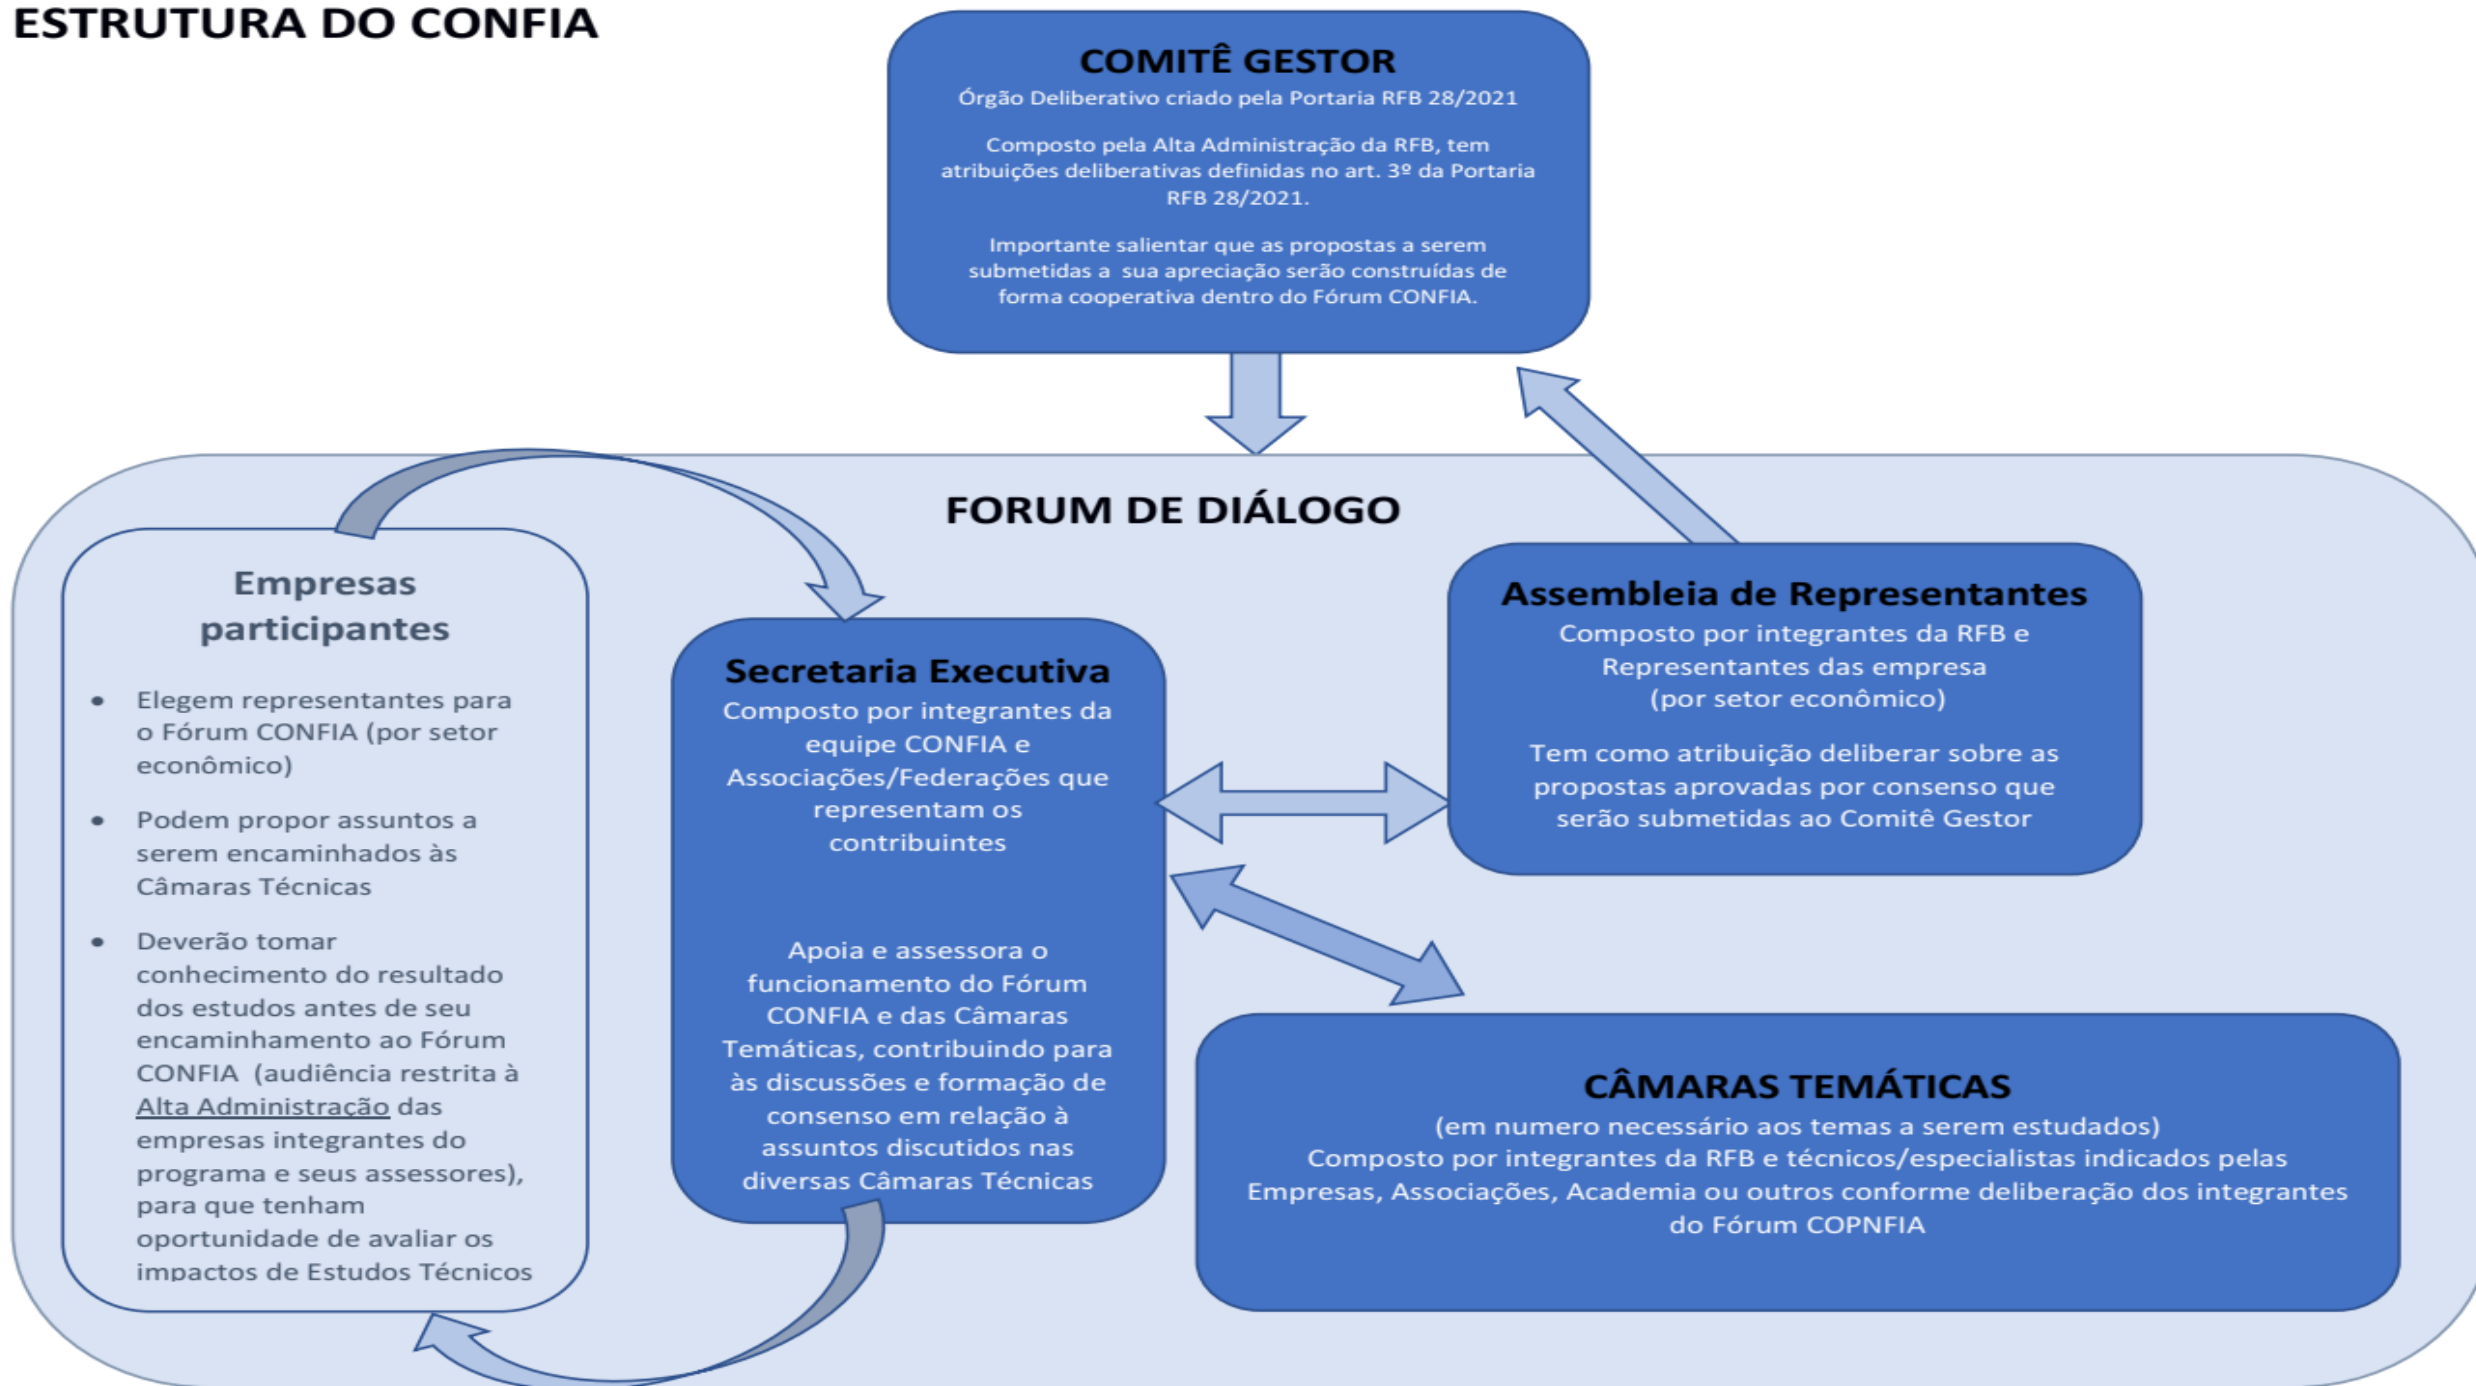 ESTRUTURA DO CONFIA
COMITÊ GESTOR
Órgão Deliberativo criado pela Portaria RFB 28/2021
Composto pela Alta Administração da RFB, tem
atribuições deliberativas definidas no art. 3º da Portaria
RFB 28/2021.
Importante salientar que as propostas a serem
submetidas a sua apreciação serão construídas de
forma cooperativa dentro do Fórum CONFIA.
FORUM DE DIÁLOGO
Empresas
participantes
• Elegem representantes para
o Fórum CONFIA (por setor
econômico)
• Podem propor assuntos a
serem encaminhados às
Câmaras Técnicas
• Deverão tomar
conhecimento do resultado
dos estudos antes de seu
encaminhamento ao Fórum
CONFIA (audiência restrita à
Alta Administração das
empresas integrantes do
programa e seus assessores),
para que tenham
oportunidade de avaliar os
impactos de Estudos Técnicos
Secretaria Executiva
Composto por integrantes da
equipe CONFIA e
Associações/Federações que
representam os
contribuintes
Apoia e assessora o
funcionamento do Fórum
CONFIA e das Câmaras
Temáticas, contribuindo para
às discussões e formação de
consenso em relação à
assuntos discutidos nas
diversas Câmaras Técnicas
Assembleia de Representantes
Composto por integrantes da RFB e
Representantes das empresa
(por setor econômico)
Tem como atribuição deliberar sobre as
propostas aprovadas por consenso que
serão submetidas ao Comitê Gestor
CÂMARAS TEMÁTICAS
(em numero necessário aos temas a serem estudados)
Composto por integrantes da RFB e técnicos/especialista indicados pelas
Empresas, Associações, Academia ou outros conforme deliberação dos integrantes
do Fórum COPNFIA